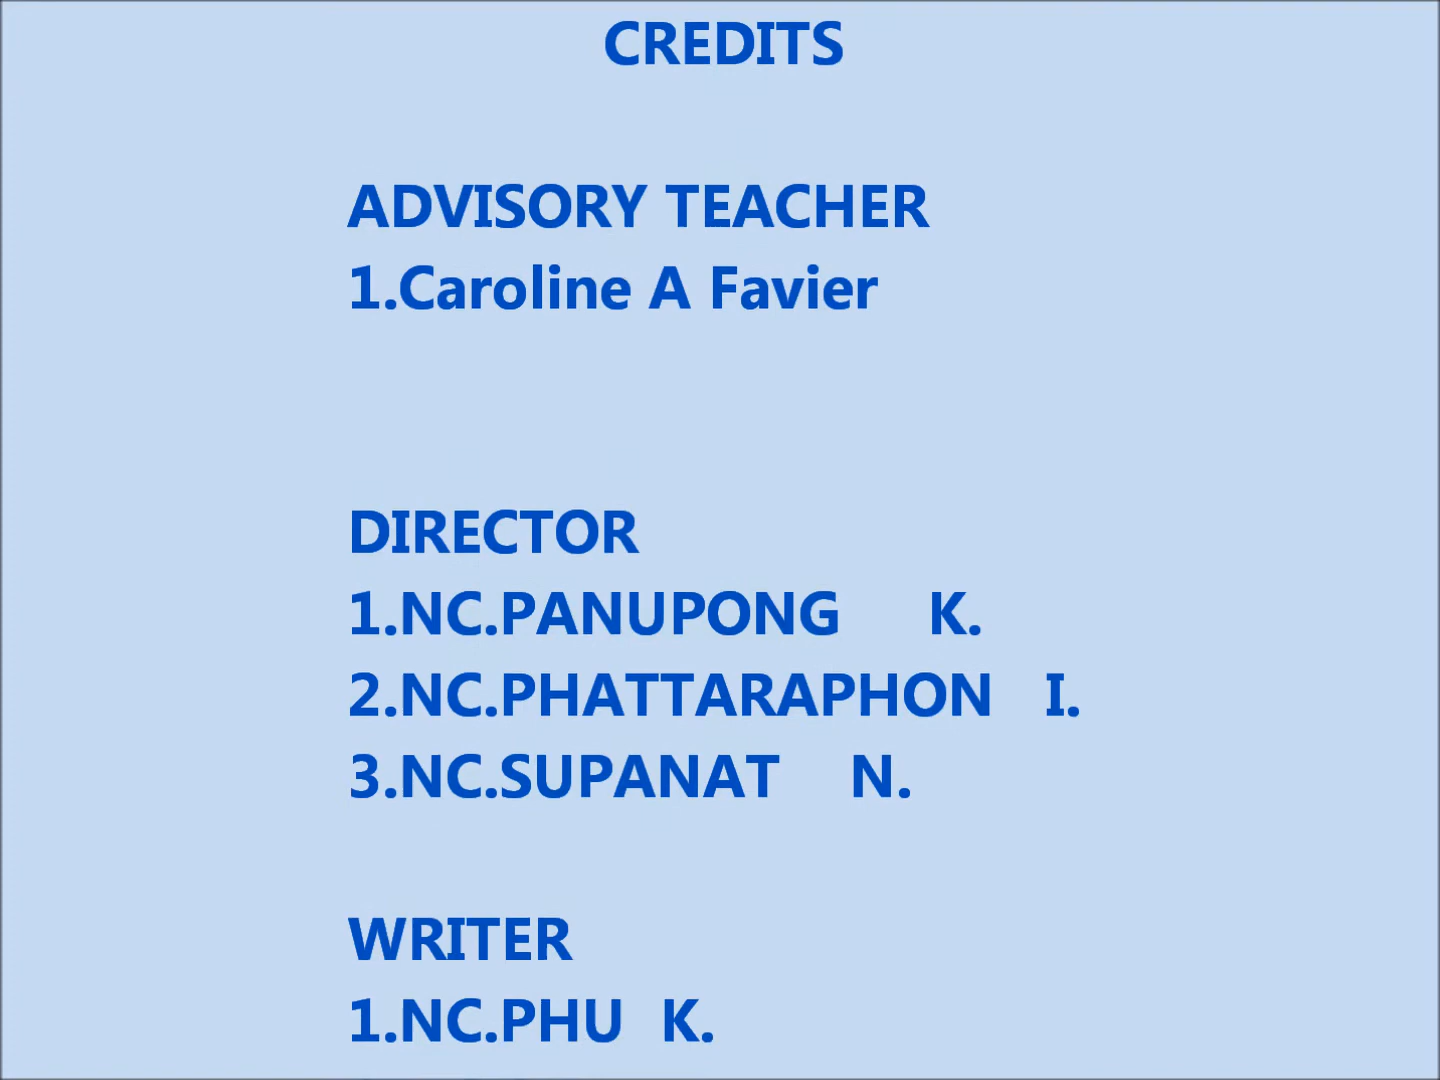 CREDITS
ADVISORY TEACHER
1.Caroline A Favier
DIRECTOR
1.NC.PANUPONG K.
2.NC.PHATTARAPHON I.
3.NC.SUPANAT N.
WRITER
1.NC.PHU K.